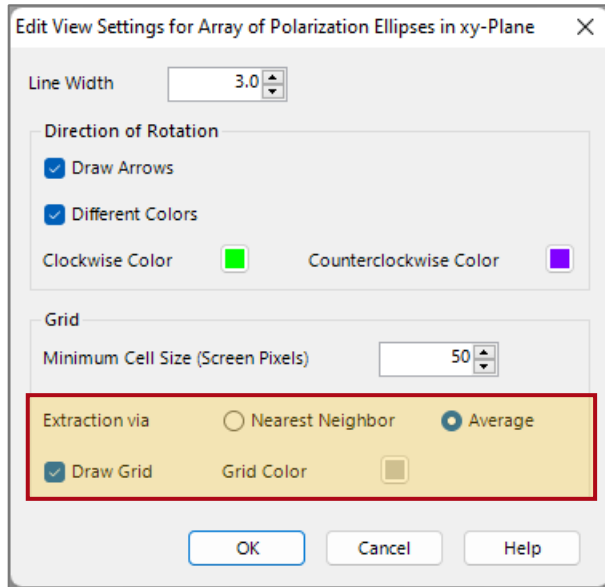 Edit View Settings for Array of Polarization Ellipses in xy-Plane
Line Width 3.0
Direction of Rotation
Draw Arrows
Different Colors
Clockwise Color Counterclockwise Color
Grid
Minimum Cell Size (Screen Pixels) 50
Extraction via Nearest Neighbor Average
Draw Grid Grid Color
OK Cancel Help